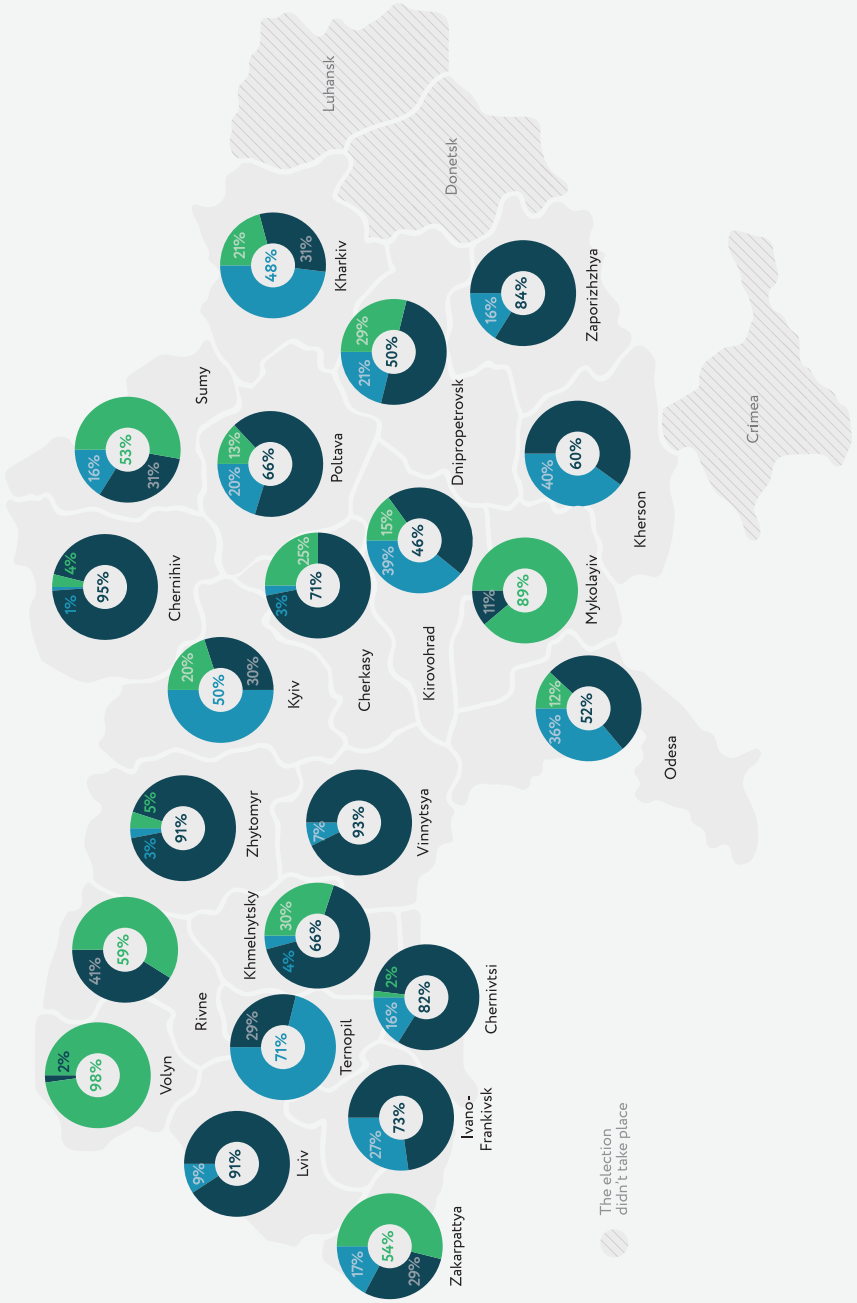 Volyn
2%
98%
Rivne
41%
59%
Zhytomyr
3%
5%
91%
Chernihiv
1%
4%
95%
Sumy
16%
31%
53%
Lviv
9%
91%
Ternopil
29%
71%
Khmelnytsky
4%
30%
66%
Kyiv
20%
50%
30%
Poltava
20%
13%
66%
Kharkiv
21%
48%
31%
Zakarpattya
17%
54%
29%
Ivano-
Frankivsk
27%
73%
Chernivtsi
16%
2%
82%
Vinnytsya
7%
93%
Cherkasy
3%
25%
71%
Kirovohrad
39%
15%
46%
Dnipropetrovsk
21%
29%
50%
Luhansk
Donetsk
Odesa
36%
12%
52%
Mykolayiv
11%
89%
Kherson
40%
60%
Zaporizhzhya
16%
84%
Crimea
The election
didn't take place